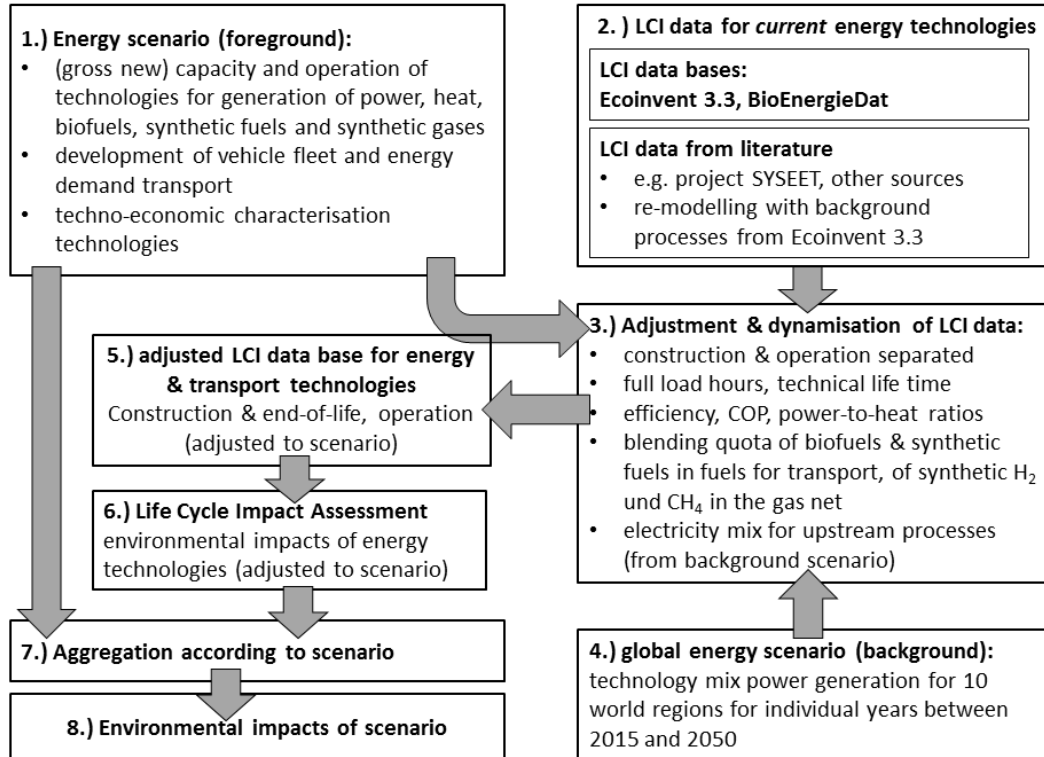 1.) Energy scenario (foreground):
• (gross new) capacity and operation of
technologies for generation of power, heat,
biofuels, synthetic fuels and synthetic gases
• development of vehicle fleet and energy
demand transport
• techno-economic characterisation
technologies
2. ) LCI data for current energy technologies
LCI data bases:
Ecoinvent 3.3, BioEnergieDat
LCI data from literature
• e.g. project SYSEET, other sources
• re-modelling with background
processes from Ecoinvent 3.3
3.) Adjustment & dynamisation of LCI data:
• construction & operation separated
• full load hours, technical life time
• efficiency, COP, power-to-heat ratios
• blending quota of biofuels & synthetic
fuels in fuels for transport, of synthetic H₂
und CH₄ in the gas net
• electricity mix for upstream processes
(from background scenario)
5.) adjusted LCI data base for energy
& transport technologies
Construction & end-of-life, operation
(adjusted to scenario)
6.) Life Cycle Impact Assessment
environmental impacts of energy
technologies (adjusted to scenario)
7.) Aggregation according to scenario
8.) Environmental impacts of scenario
4.) global energy scenario (background):
technology mix power generation for 10
world regions for individual years between
2015 and 2050